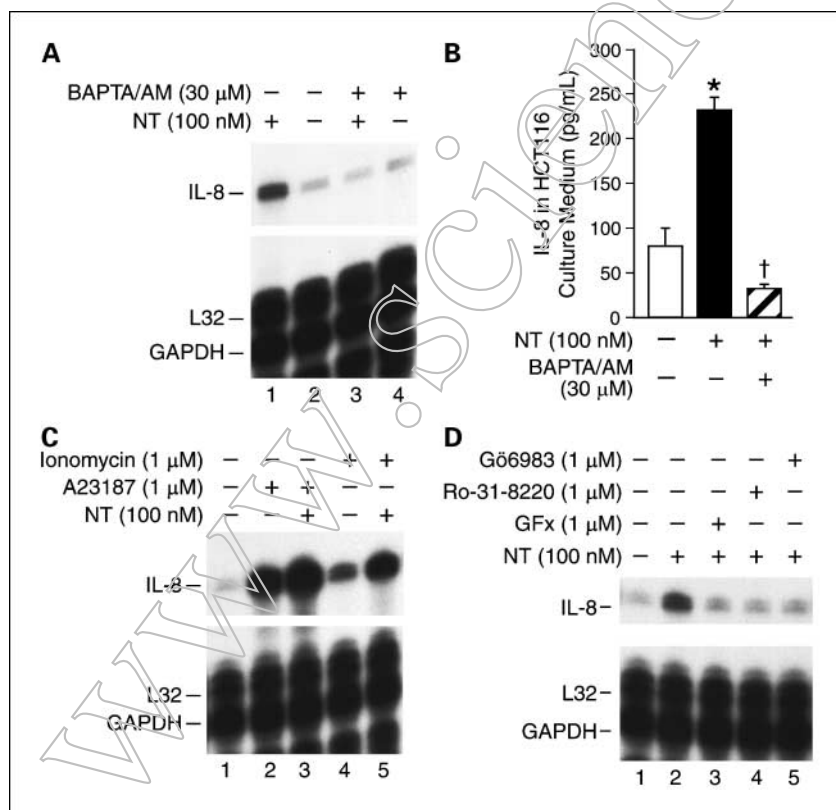 A
BAPTA/AM (30 µM) − − + +
NT (100 nM) + − + −
IL-8
L32
GAPDH
1 2 3 4
B
IL-8 in HCT116
Culture Medium (pg/mL)
300
250
200
150
100
50
0
*
†
NT (100 nM) − + +
BAPTA/AM − − +
(30 µM)
C
Ionomycin (1 µM) − − − + +
A23187 (1 µM) − + + − −
NT (100 nM) − − + − +
IL-8
L32
GAPDH
1 2 3 4 5
D
Gö6983 (1 µM) − − − − +
Ro-31-8220 (1 µM) − − − + −
GFx (1 µM) − − + − −
NT (100 nM) − + + + +
IL-8
L32
GAPDH
1 2 3 4 5